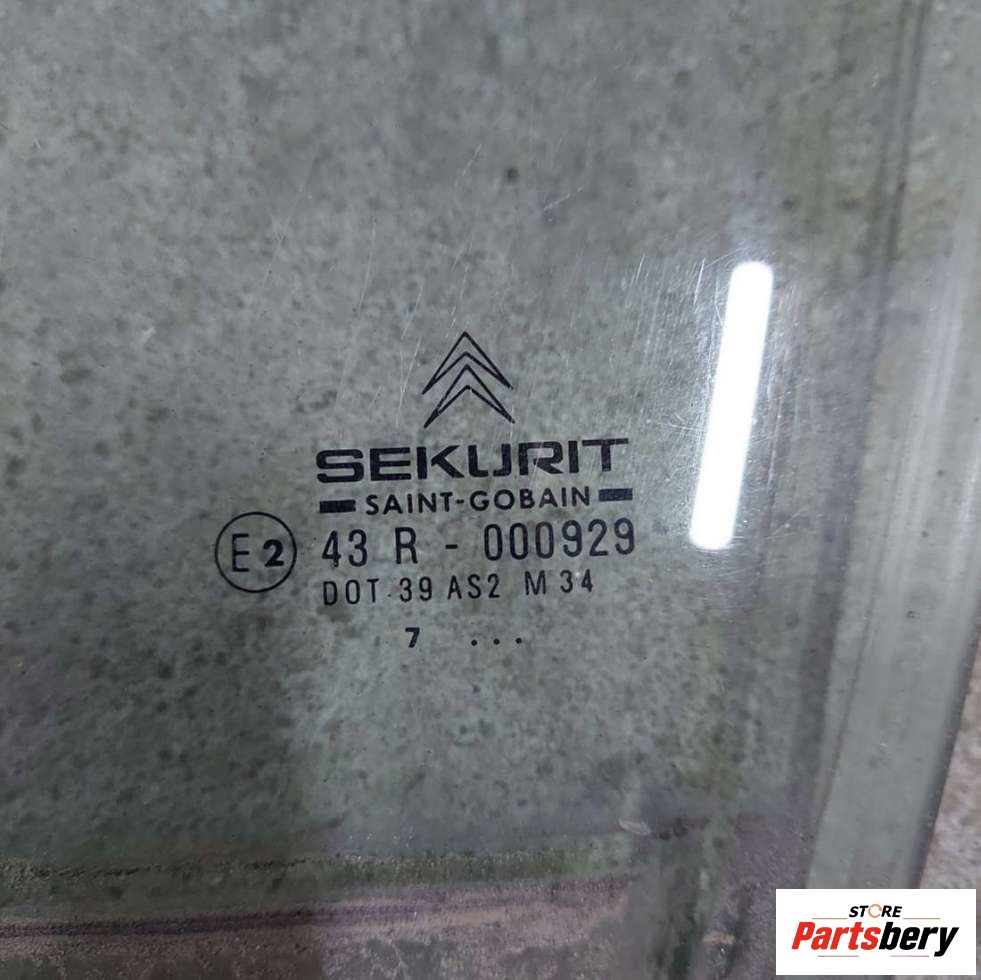 SEKURIT
SAINT-GOBAIN
E2 43 R - 000929
DOT 39 AS2 M 34
7 ...
STORE
Partsbery